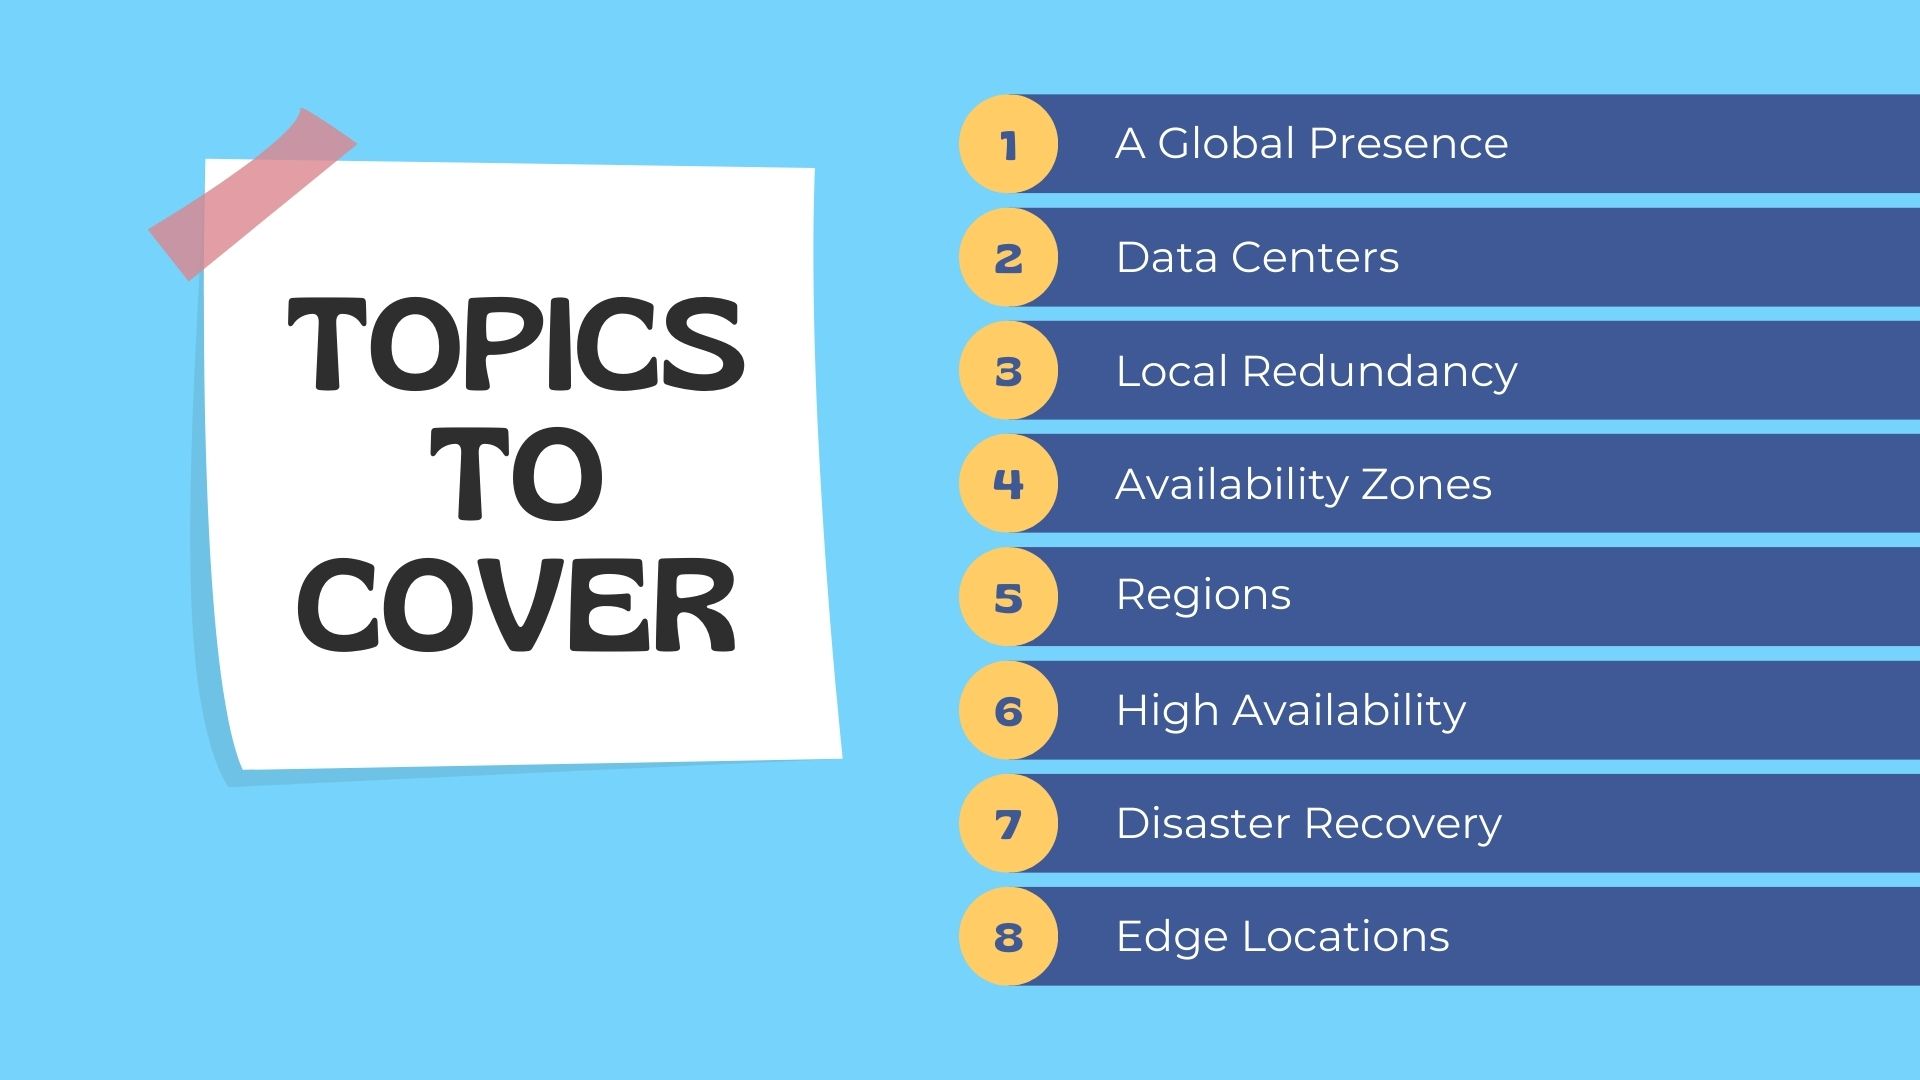 TOPICS
TO
COVER
1 A Global Presence
2 Data Centers
3 Local Redundancy
4 Availability Zones
5 Regions
6 High Availability
7 Disaster Recovery
8 Edge Locations